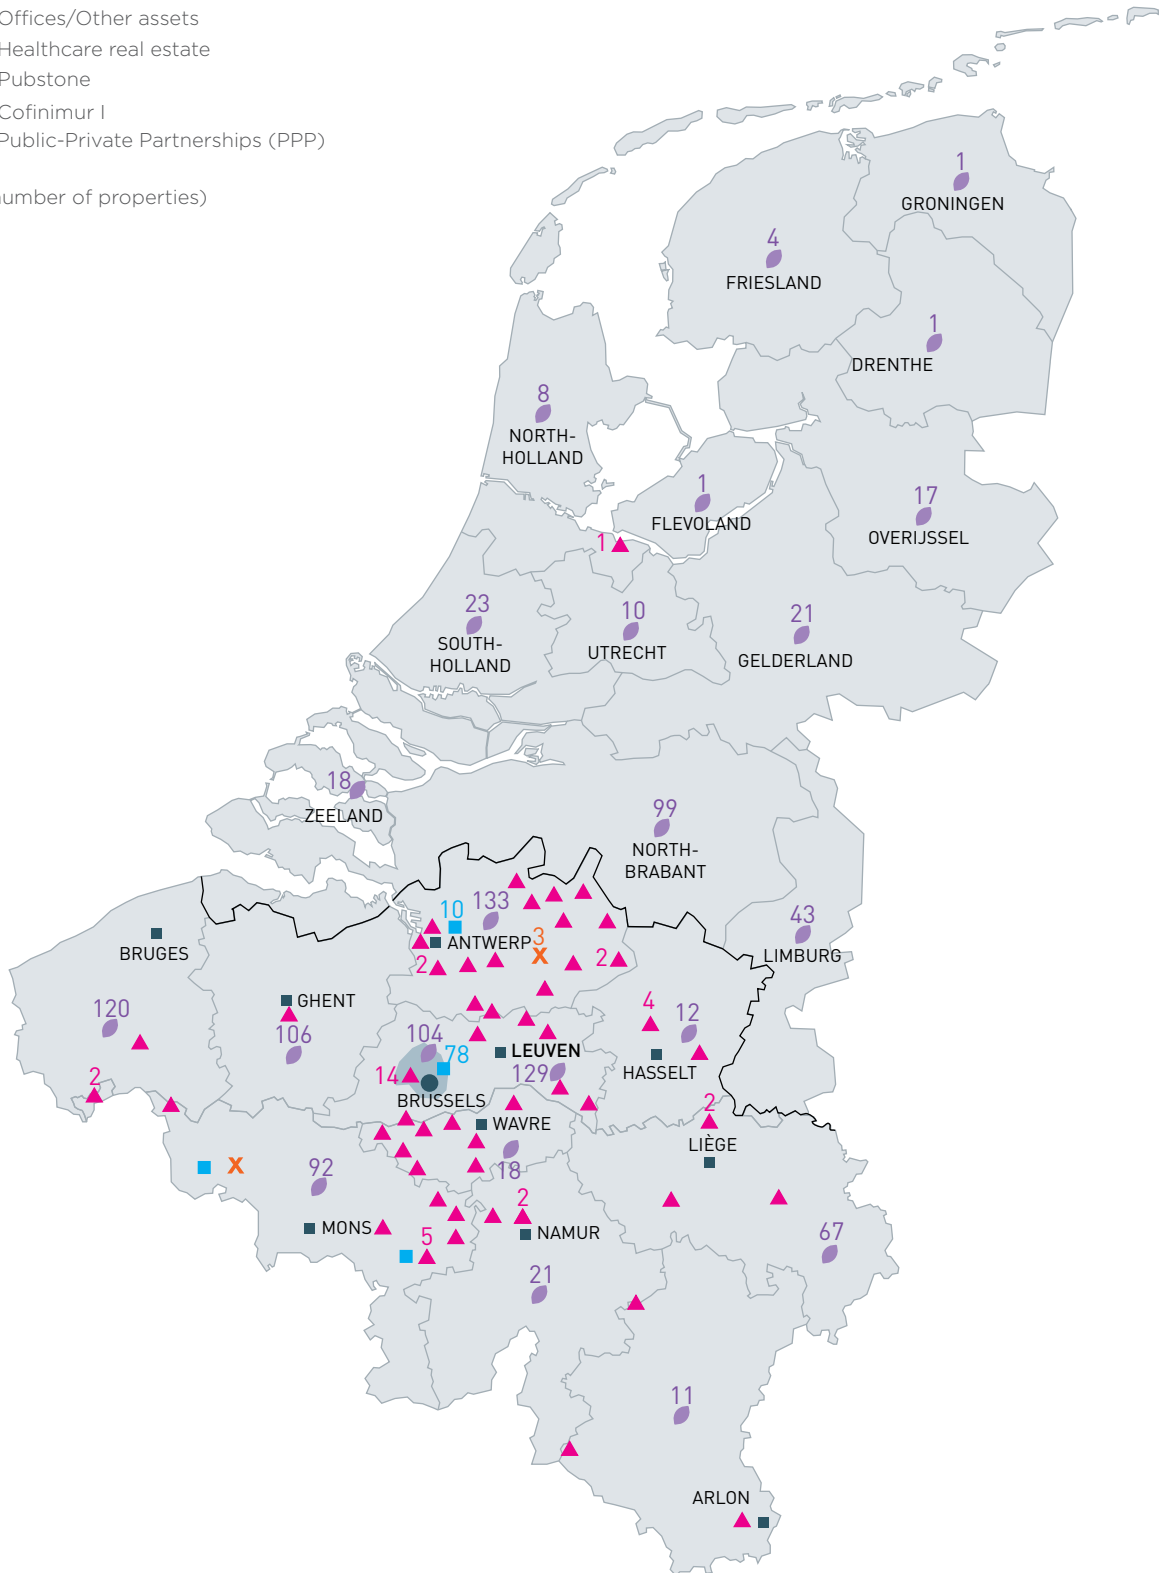 Offices/Other assets
Healthcare real estate
Pubstone
Cofinimur I
Public-Private Partnerships (PPP)
number of properties)
1
GRONINGEN
4
FRIESLAND
1
DRENTHE
8
NORTH-
HOLLAND
1
FLEVOLAND
17
OVERIJSSEL
1
23
SOUTH-
HOLLAND
10
UTRECHT
21
GELDERLAND
18
ZEELAND
99
NORTH-
BRABANT
43
LIMBURG
10
133
ANTWERP
3
X
2
2
BRUGES
120
2
GHENT
106
4
12
HASSELT
104
78
14
BRUSSELS
LEUVEN
129
WAVRE
18
2
LIÈGE
X
92
MONS
5
2
NAMUR
67
21
11
ARLON